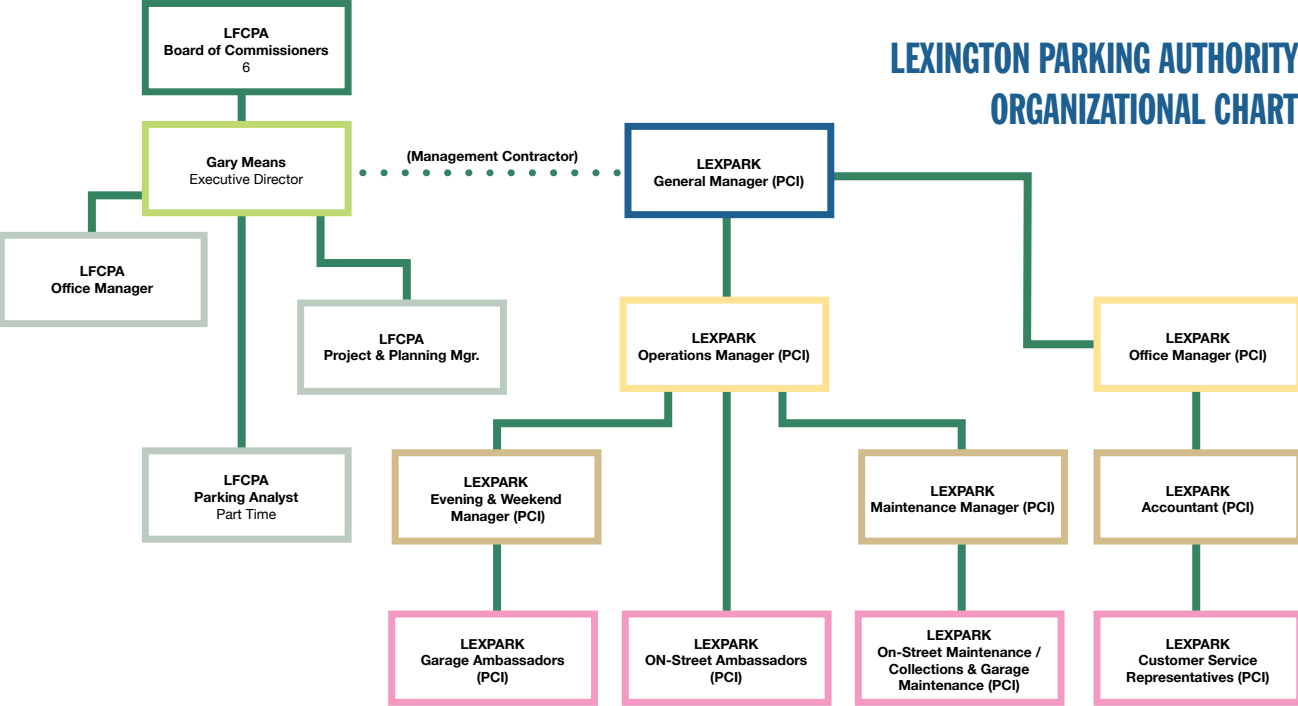 LEXINGTON PARKING AUTHORITY
ORGANIZATIONAL CHART
LFCPA
Board of Commissioners
6
Gary Means
Executive Director
(Management Contractor)
LEXPARK
General Manager (PCI)
LFCPA
Office Manager
LFCPA
Project & Planning Mgr.
LEXPARK
Operations Manager (PCI)
LEXPARK
Office Manager (PCI)
LFCPA
Parking Analyst
Part Time
LEXPARK
Evening & Weekend
Manager (PCI)
LEXPARK
Maintenance Manager (PCI)
LEXPARK
Accountant (PCI)
LEXPARK
Garage Ambassadors
(PCI)
LEXPARK
ON-Street Ambassadors
(PCI)
LEXPARK
On-Street Maintenance /
Collections & Garage
Maintenance (PCI)
LEXPARK
Customer Service
Representatives (PCI)